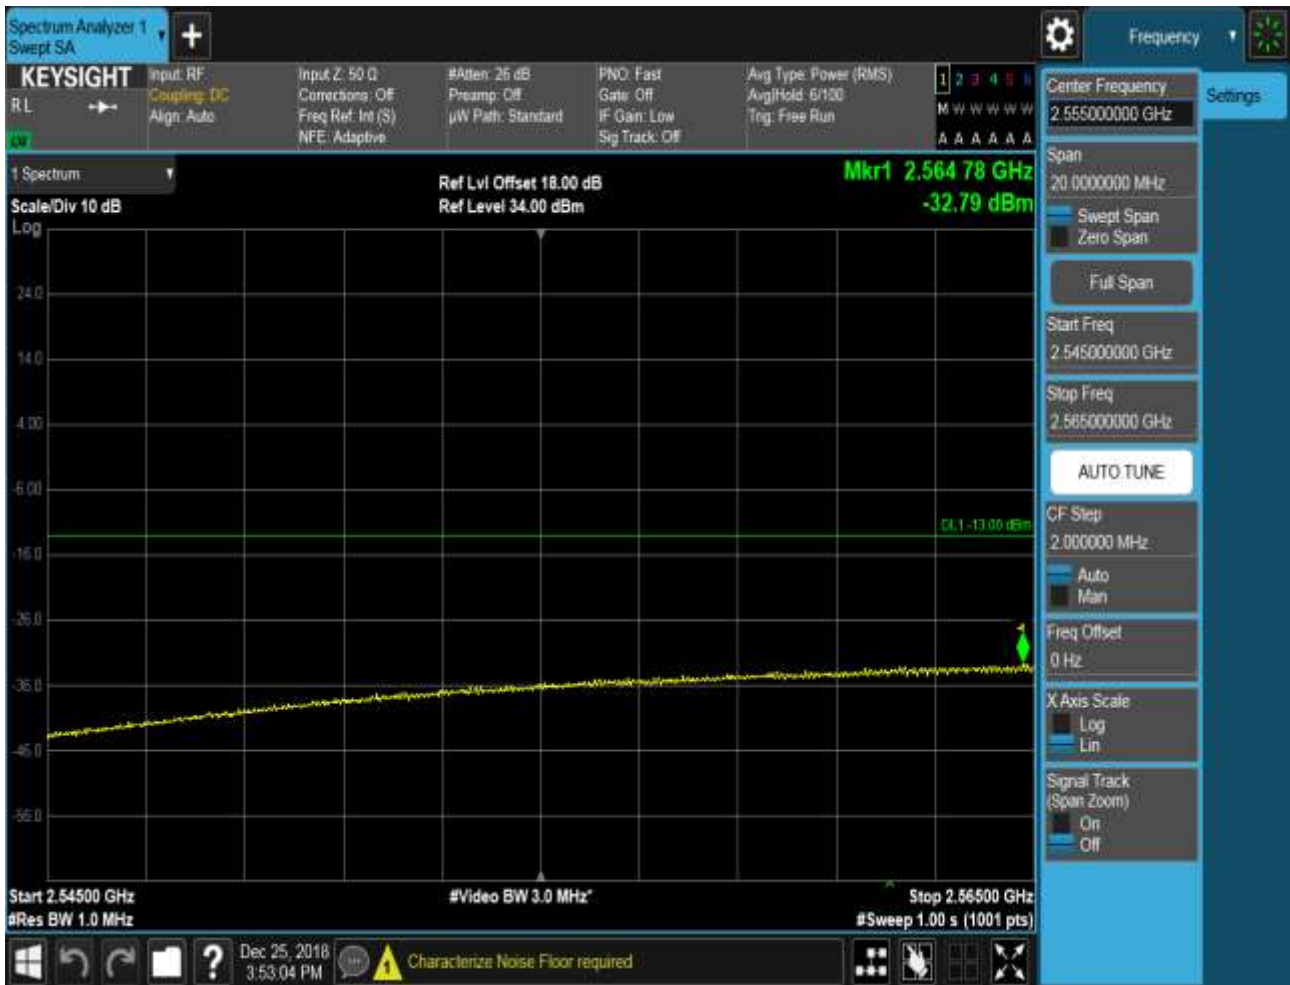 Spectrum Analyzer 1
Swept SA
Frequency
KEYSIGHT
RL
Input: RF
Coupling: DC
Align: Auto
Input Z: 50 Ω
Corrections: Off
Freq Ref: Int (S)
NFE: Adaptive
#Atten: 26 dB
Preamp: Off
µW Path: Standard
PNO: Fast
Gate: Off
IF Gain: Low
Sig Track: Off
Avg Type: Power (RMS)
Avg|Hold: 6/100
Trig: Free Run
1 2 3 4 5 6
M W W W W W
A A A A A A
1 Spectrum
Scale/Div 10 dB
Log
Ref Lvl Offset 18.00 dB
Ref Level 34.00 dBm
Mkr1 2.564 78 GHz
-32.79 dBm
24.0
14.0
4.00
-6.00
-16.0
-26.0
-36.0
-46.0
-56.0
DL1 -13.00 dBm
1
Start 2.54500 GHz
#Res BW 1.0 MHz
#Video BW 3.0 MHz*
Stop 2.56500 GHz
#Sweep 1.00 s (1001 pts)
Center Frequency
2.555000000 GHz
Settings
Span
20.0000000 MHz
Swept Span
Zero Span
Full Span
Start Freq
2.545000000 GHz
Stop Freq
2.565000000 GHz
AUTO TUNE
CF Step
2.000000 MHz
Auto
Man
Freq Offset
0 Hz
X Axis Scale
Log
Lin
Signal Track
(Span Zoom)
On
Off
?
Dec 25, 2018
3:53:04 PM
1
Characterize Noise Floor required